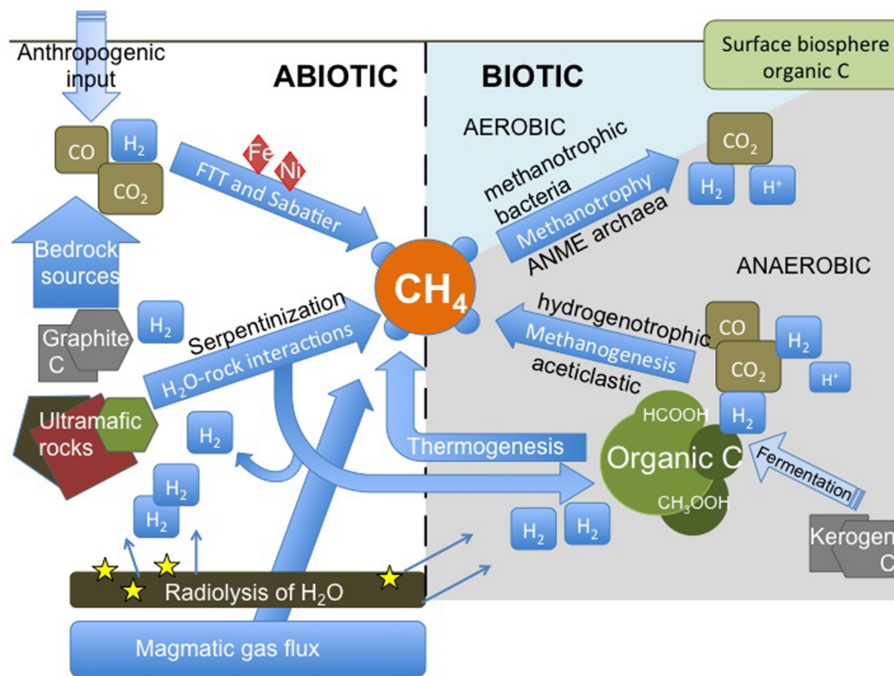 Anthropogenic
input
ABIOTIC
BIOTIC
Surface biosphere
organic C
AEROBIC
CO
H₂
CO₂
Fe
Ni
FTT and Sabatier
methanotrophic
bacteria
Methanotrophy
ANME archaea
CO₂
H₂
H⁺
Bedrock
sources
CH₄
ANAEROBIC
Graphite
C
H₂
Serpentinization
H₂O-rock interactions
hydrogenotrophic
Methanogenesis
aceticlastic
CO
H₂
CO₂
H⁺
H₂
Ultramafic
rocks
H₂
Thermogenesis
HCOOH
Organic C
CH₃OOH
Fermentation
H₂
H₂
H₂
H₂
Kerogen
C
Radiolysis of H₂O
Magmatic gas flux